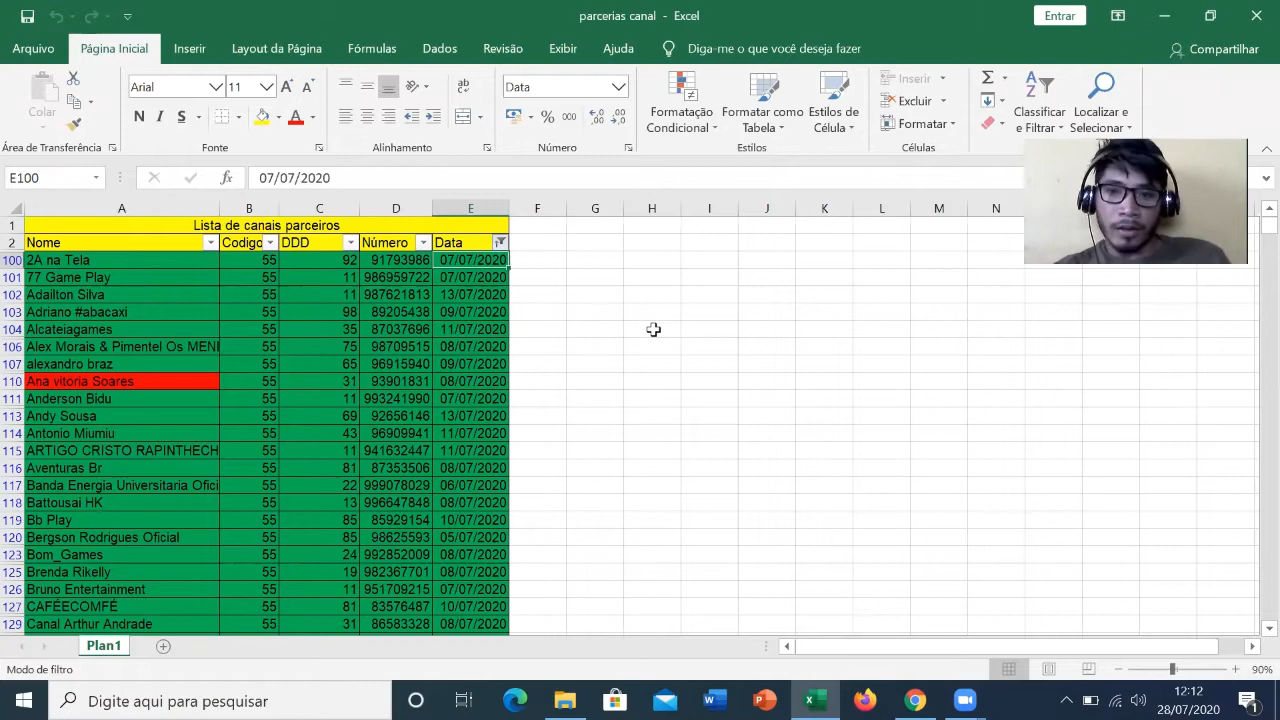 parcerias canal - Excel
Entrar
Arquivo Página Inicial Inserir Layout da Página Fórmulas Dados Revisão Exibir Ajuda Diga-me o que você deseja fazer Compartilhar
Colar
Arial 11
N I S
Data
% 000
Formatação Condicional
Formatar como Tabela
Estilos de Célula
Inserir
Excluir
Formatar
Classificar e Filtrar
Localizar e Selecionar
Área de Transferência Fonte Alinhamento Número Estilos Células
E100 fx 07/07/2020
A B C D E F G H I J K L M N
1 Lista de canais parceiros
2 Nome Codigo DDD Número Data
100 2A na Tela 55 92 91793986 07/07/2020
101 77 Game Play 55 11 986959722 07/07/2020
102 Adailton Silva 55 11 987621813 13/07/2020
103 Adriano #abacaxi 55 98 89205438 09/07/2020
104 Alcateiagames 55 35 87037696 11/07/2020
106 Alex Morais & Pimentel Os MENI 55 75 98709515 08/07/2020
107 alexandro braz 55 65 96915940 09/07/2020
110 Ana vitoria Soares 55 31 93901831 08/07/2020
111 Anderson Bidu 55 11 993241990 07/07/2020
113 Andy Sousa 55 69 92656146 13/07/2020
114 Antonio Miumiu 55 43 96909941 11/07/2020
115 ARTIGO CRISTO RAPINTHECH 55 11 941632447 11/07/2020
116 Aventuras Br 55 81 87353506 08/07/2020
117 Banda Energia Universitaria Ofici 55 22 999078029 06/07/2020
118 Battousai HK 55 13 996647848 08/07/2020
119 Bb Play 55 85 85929154 10/07/2020
120 Bergson Rodrigues Oficial 55 85 98625593 05/07/2020
123 Bom_Games 55 24 992852009 08/07/2020
125 Brenda Rikelly 55 19 982367701 08/07/2020
126 Bruno Entertainment 55 11 951709215 07/07/2020
127 CAFÉECOMFÉ 55 81 83576487 10/07/2020
129 Canal Arthur Andrade 55 31 86583328 08/07/2020
Plan1
Modo de filtro 90%
Digite aqui para pesquisar
12:12
28/07/2020
1